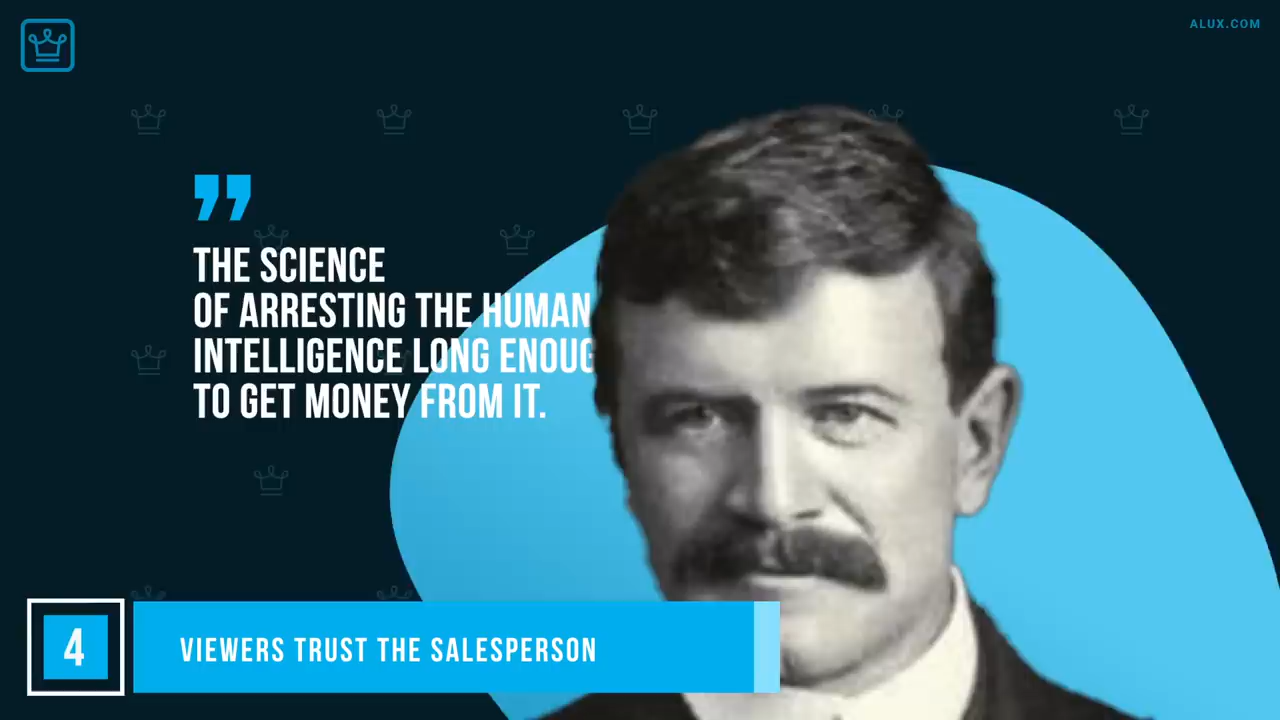 ALUX.COM
”
THE SCIENCE
OF ARRESTING THE HUMAN
INTELLIGENCE LONG ENOUG
TO GET MONEY FROM IT.
4
VIEWERS TRUST THE SALESPERSON